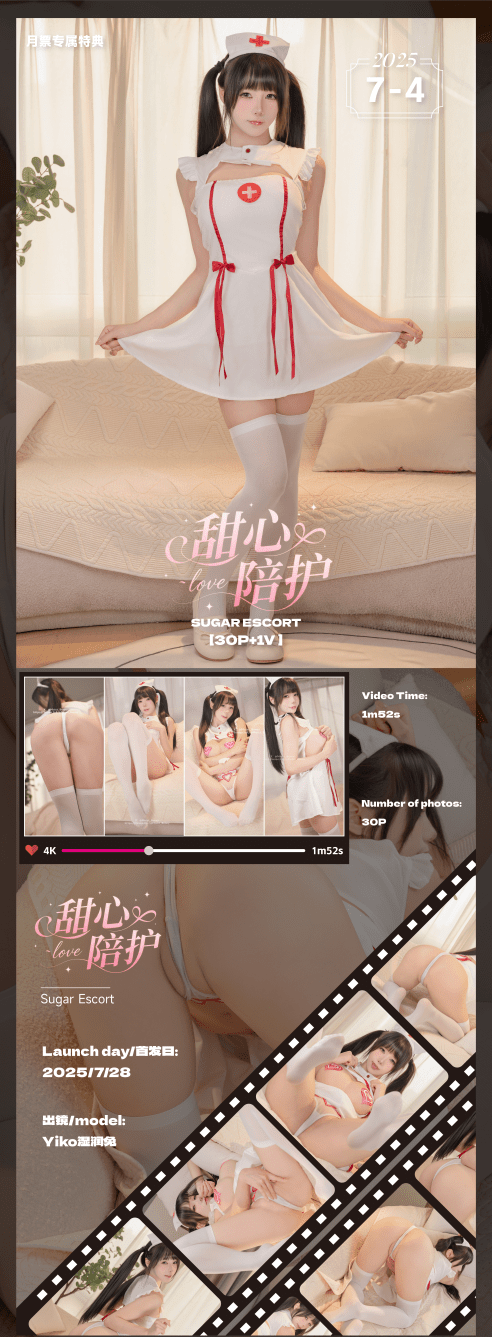 月票专属特典
2025
7-4
甜心
love 陪护
SUGAR ESCORT
[30P+1V]
Video Time:
1m52s
Number of photos:
30P
4K
1m52s
甜心
love 陪护
Sugar Escort
Launch day/首发日:
2025/7/28
出镜/model:
Yiko湿润兔